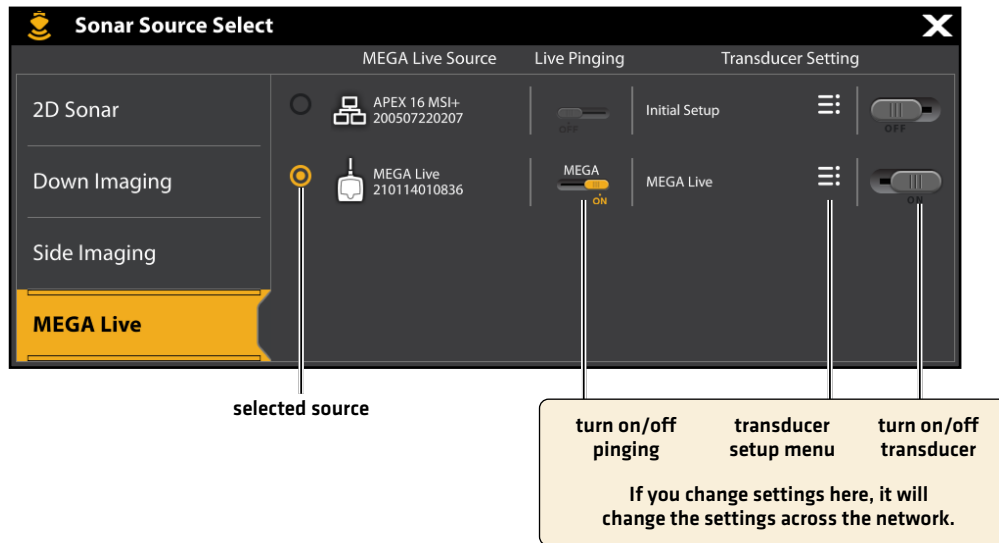 Sonar Source Select
MEGA Live Source Live Pinging Transducer Setting
2D Sonar
APEX 16 MSI+
200507220207
OFF
Initial Setup
OFF
Down Imaging
MEGA Live
210114010836
MEGA
ON
MEGA Live
ON
Side Imaging
MEGA Live
selected source
turn on/off
pinging
transducer
setup menu
turn on/off
transducer
If you change settings here, it will
change the settings across the network.